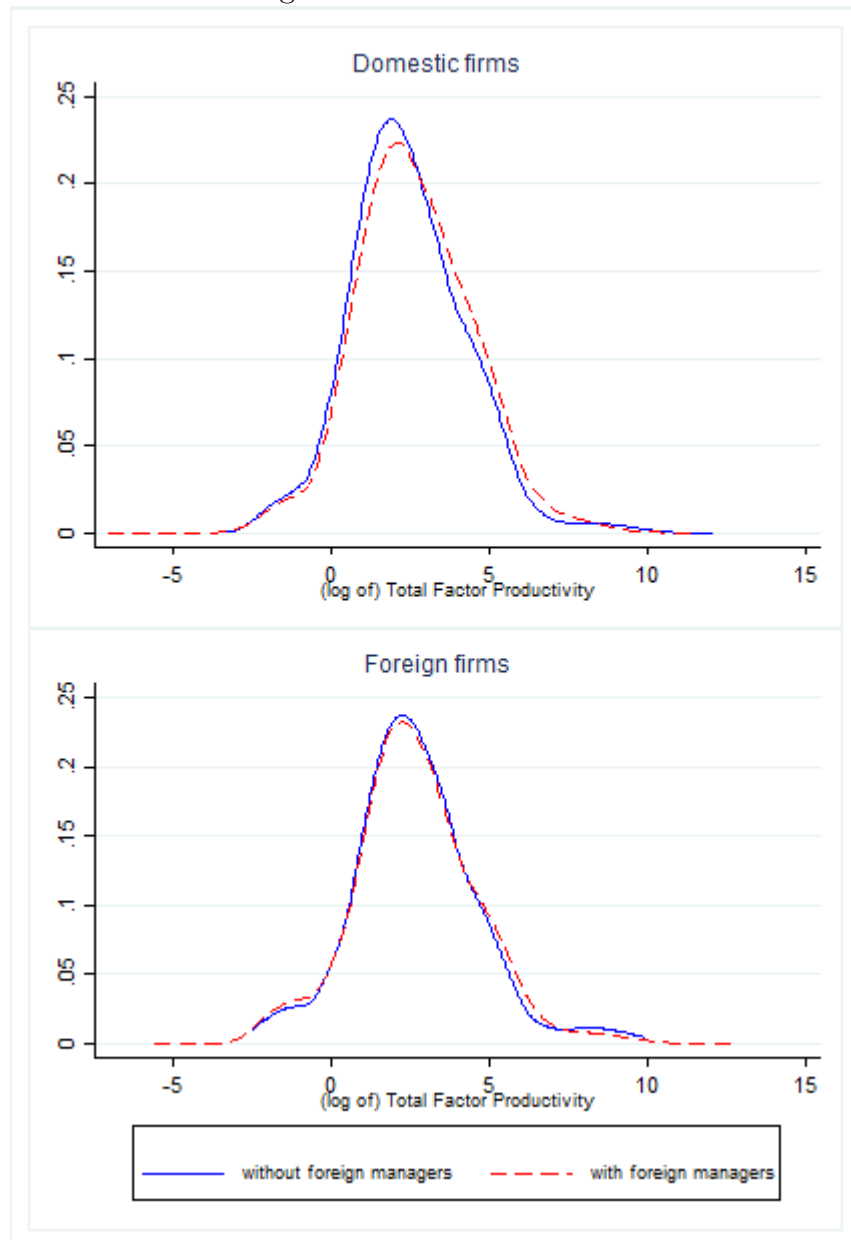 Domestic firms
.25
.2
.15
.1
.05
0
-5 0 5 10 15
(log of) Total Factor Productivity
Foreign firms
.25
.2
.15
.1
.05
0
-5 0 5 10 15
(log of) Total Factor Productivity
without foreign managers with foreign managers